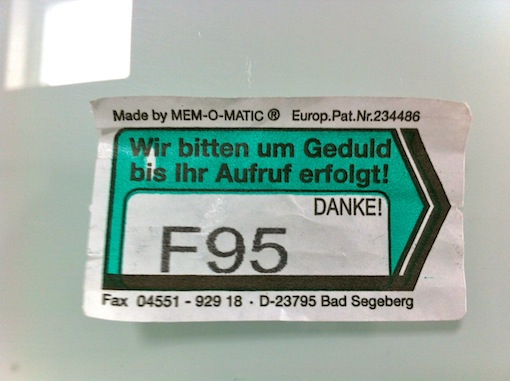 Made by MEM-O-MATIC ® Europ.Pat.Nr.234486
Wir bitten um Geduld
bis Ihr Aufruf erfolgt!
DANKE!
F95
Fax 04551 - 929 18 · D-23795 Bad Segeberg